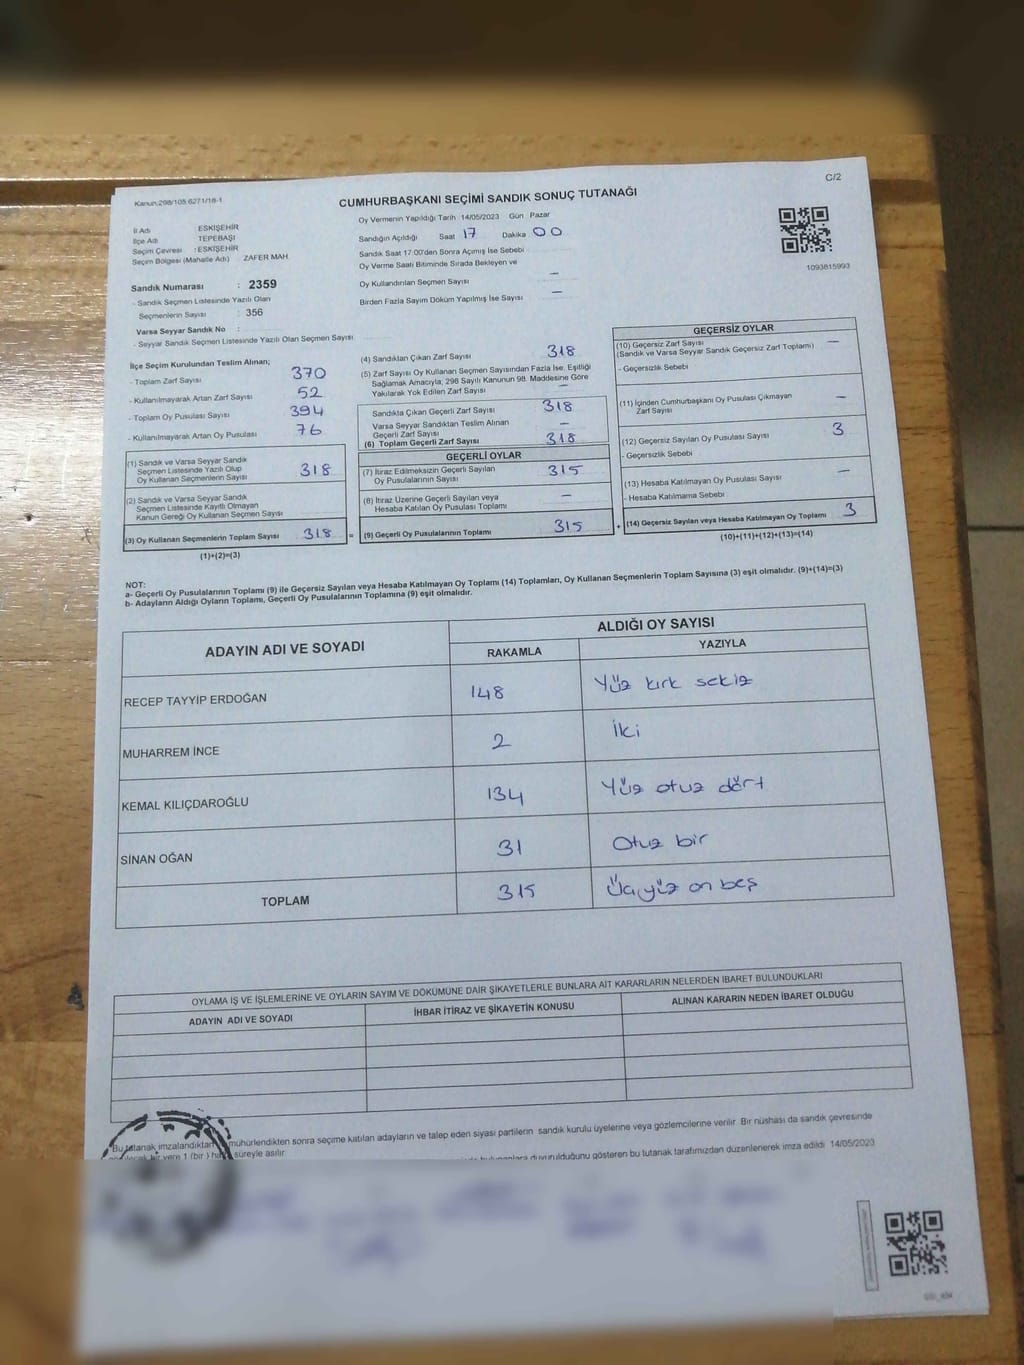 C/2
Kanun:298/105,6271/18-1
CUMHURBAŞKANI SEÇİMİ SANDIK SONUÇ TUTANAĞI
İl Adı ESKİŞEHİR
İlçe Adı TEPEBAŞI
Seçim Çevresi : ESKİŞEHİR
Seçim Bölgesi (Mahalle Adı) ZAFER MAH.
Sandık Numarası : 2359
- Sandık Seçmen Listesinde Yazılı Olan
Seçmenlerin Sayısı : 356
Varsa Seyyar Sandık No :
- Seyyar Sandık Seçmen Listesinde Yazılı Olan Seçmen Sayısı
Oy Vermenin Yapıldığı Tarih 14/05/2023 Gün Pazar
Sandığın Açıldığı Saat 17 Dakika 00
Sandık Saat 17:00'den Sonra Açımış İse Sebebi
Oy Verme Saati Bitiminde Sırada Bekleyen ve
Oy Kullandırılan Seçmen Sayısı —
Birden Fazla Sayım Döküm Yapılmış İse Sayısı —
1093815993
İlçe Seçim Kurulundan Teslim Alınan;
- Toplam Zarf Sayısı 370
- Kullanılmayarak Artan Zarf Sayısı 52
- Toplam Oy Pusulası Sayısı 394
- Kullanılmayarak Artan Oy Pusulası 76
(1) Sandık ve Varsa Seyyar Sandık
Seçmen Listesinde Yazılı Olup
Oy Kullanan Seçmenlerin Sayısı 318
(2) Sandık ve Varsa Seyyar Sandık
Seçmen Listesinde Kayıtlı Olmayan
Kanun Gereği Oy Kullanan Seçmen Sayısı
(3) Oy Kullanan Seçmenlerin Toplam Sayısı 318 =
(1)+(2)=(3)
(4) Sandıktan Çıkan Zarf Sayısı 318
(5) Zarf Sayısı Oy Kullanan Seçmen Sayısından Fazla İse, Eşitliği
Sağlamak Amacıyla; 298 Sayılı Kanunun 98. Maddesine Göre
Yakılarak Yok Edilen Zarf Sayısı —
Sandıkta Çıkan Geçerli Zarf Sayısı 318
Varsa Seyyar Sandıktan Teslim Alınan
Geçerli Zarf Sayısı —
(6) Toplam Geçerli Zarf Sayısı 318
GEÇERLİ OYLAR
(7) İtiraz Edilmeksizin Geçerli Sayılan
Oy Pusulalarının Sayısı 315
(8) İtiraz Üzerine Geçerli Sayılan veya
Hesaba Katılan Oy Pusulası Toplamı —
(9) Geçerli Oy Pusulalarının Toplamı 315 +
GEÇERSİZ OYLAR
(10) Geçersiz Zarf Sayısı —
(Sandık ve Varsa Seyyar Sandık Geçersiz Zarf Toplamı)
- Geçersizlik Sebebi
(11) İçinden Cumhurbaşkanı Oy Pusulası Çıkmayan
Zarf Sayısı —
(12) Geçersiz Sayılan Oy Pusulası Sayısı 3
- Geçersizlik Sebebi
(13) Hesaba Katılmayan Oy Pusulası Sayısı —
- Hesaba Katılmama Sebebi
(14) Geçersiz Sayılan veya Hesaba Katılmayan Oy Toplamı 3
(10)+(11)+(12)+(13)=(14)
NOT:
a- Geçerli Oy Pusulalarının Toplamı (9) ile Geçersiz Sayılan veya Hesaba Katılmayan Oy Toplamı (14) Toplamları, Oy Kullanan Seçmenlerin Toplam Sayısına (3) eşit olmalıdır. (9)+(14)=(3)
b- Adayların Aldığı Oyların Toplamı, Geçerli Oy Pusulalarının Toplamına (9) eşit olmalıdır.
ADAYIN ADI VE SOYADI ALDIĞI OY SAYISI
RAKAMLA YAZIYLA
RECEP TAYYİP ERDOĞAN 148 Yüz kırk sekiz
MUHARREM İNCE 2 İki
KEMAL KILIÇDAROĞLU 134 Yüz otuz dört
SİNAN OĞAN 31 Otuz bir
TOPLAM 315 Üçyüz on beş
OYLAMA İŞ VE İŞLEMLERİNE VE OYLARIN SAYIM VE DÖKÜMÜNE DAİR ŞİKAYETLERLE BUNLARA AİT KARARLARIN NELERDEN İBARET BULUNDUKLARI
ADAYIN ADI VE SOYADI İHBAR İTİRAZ VE ŞİKAYETİN KONUSU ALINAN KARARIN NEDEN İBARET OLDUĞU
Bu tutanak imzalandıktan mühürlendikten sonra seçime katılan adayların ve talep eden siyasi partilerin sandık kurulu üyelerine veya gözlemcilerine verilir. Bir nüshası da sandık çevresinde
bir yere 1 (bir) süreyle asılır.
duyurulduğunu gösteren bu tutanak tarafımızdan düzenlenerek imza edildi 14/05/2023